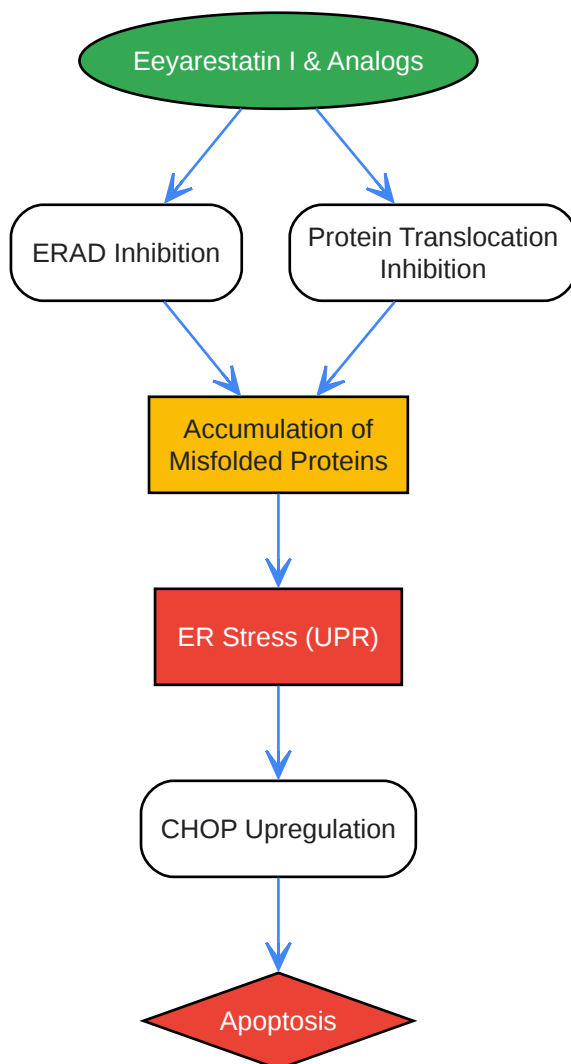 Eeyarestatin I & Analogs
ERAD Inhibition
Protein Translocation
Inhibition
Accumulation of
Misfolded Proteins
ER Stress (UPR)
CHOP Upregulation
Apoptosis